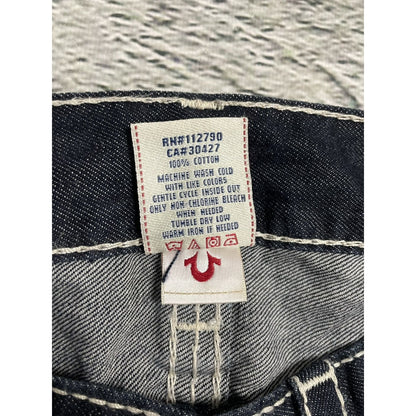 RN#112790
CA#30427
100% COTTON
MACHINE WASH COLD
WITH LIKE COLORS
GENTLE CYCLE INSIDE OUT
ONLY NON-CHLORINE BLEACH
WHEN NEEDED
TUMBLE DRY LOW
WARM IRON IF NEEDED